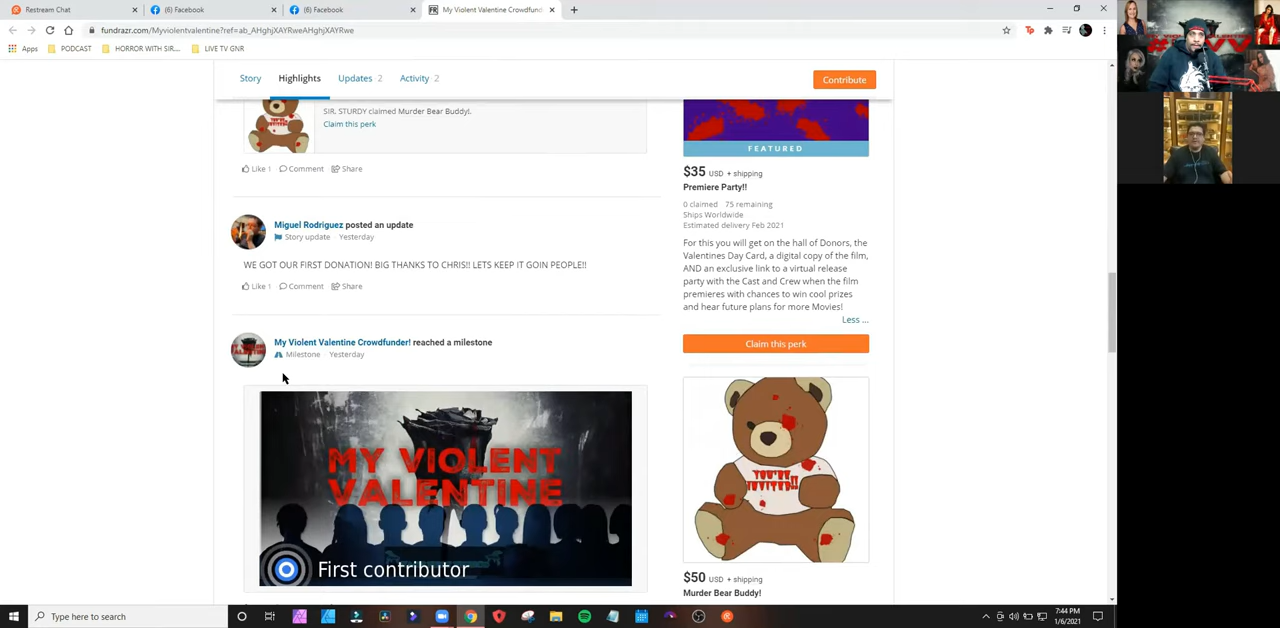 Restream Chat
(6) Facebook
(6) Facebook
My Violent Valentine Crowdfund
fundrazr.com/Myviolentvalentine?ref=ab_AHghjXAYRweAHghjXAYRwe
Apps
PODCAST
HORROR WITH SIR...
LIVE TV GNR
Story
Highlights
Updates 2
Activity 2
Contribute
SIR. STURDY claimed Murder Bear Buddy!.
Claim this perk
Like 1
Comment
Share
Miguel Rodriguez posted an update
Story update · Yesterday
WE GOT OUR FIRST DONATION! BIG THANKS TO CHRIS!! LETS KEEP IT GOIN PEOPLE!!
Like 1
Comment
Share
My Violent Valentine Crowdfunder! reached a milestone
Milestone · Yesterday
MY VIOLENT
VALENTINE
First contributor
FEATURED
$35 USD + shipping
Premiere Party!!
0 claimed 75 remaining
Ships Worldwide
Estimated delivery Feb 2021
For this you will get on the hall of Donors, the
Valentines Day Card, a digital copy of the film,
AND an exclusive link to a virtual release
party with the Cast and Crew when the film
premieres with chances to win cool prizes
and hear future plans for more Movies!
Less ...
Claim this perk
YOU'RE
INVITED!!
$50 USD + shipping
Murder Bear Buddy!
Type here to search
7:44 PM
1/6/2021